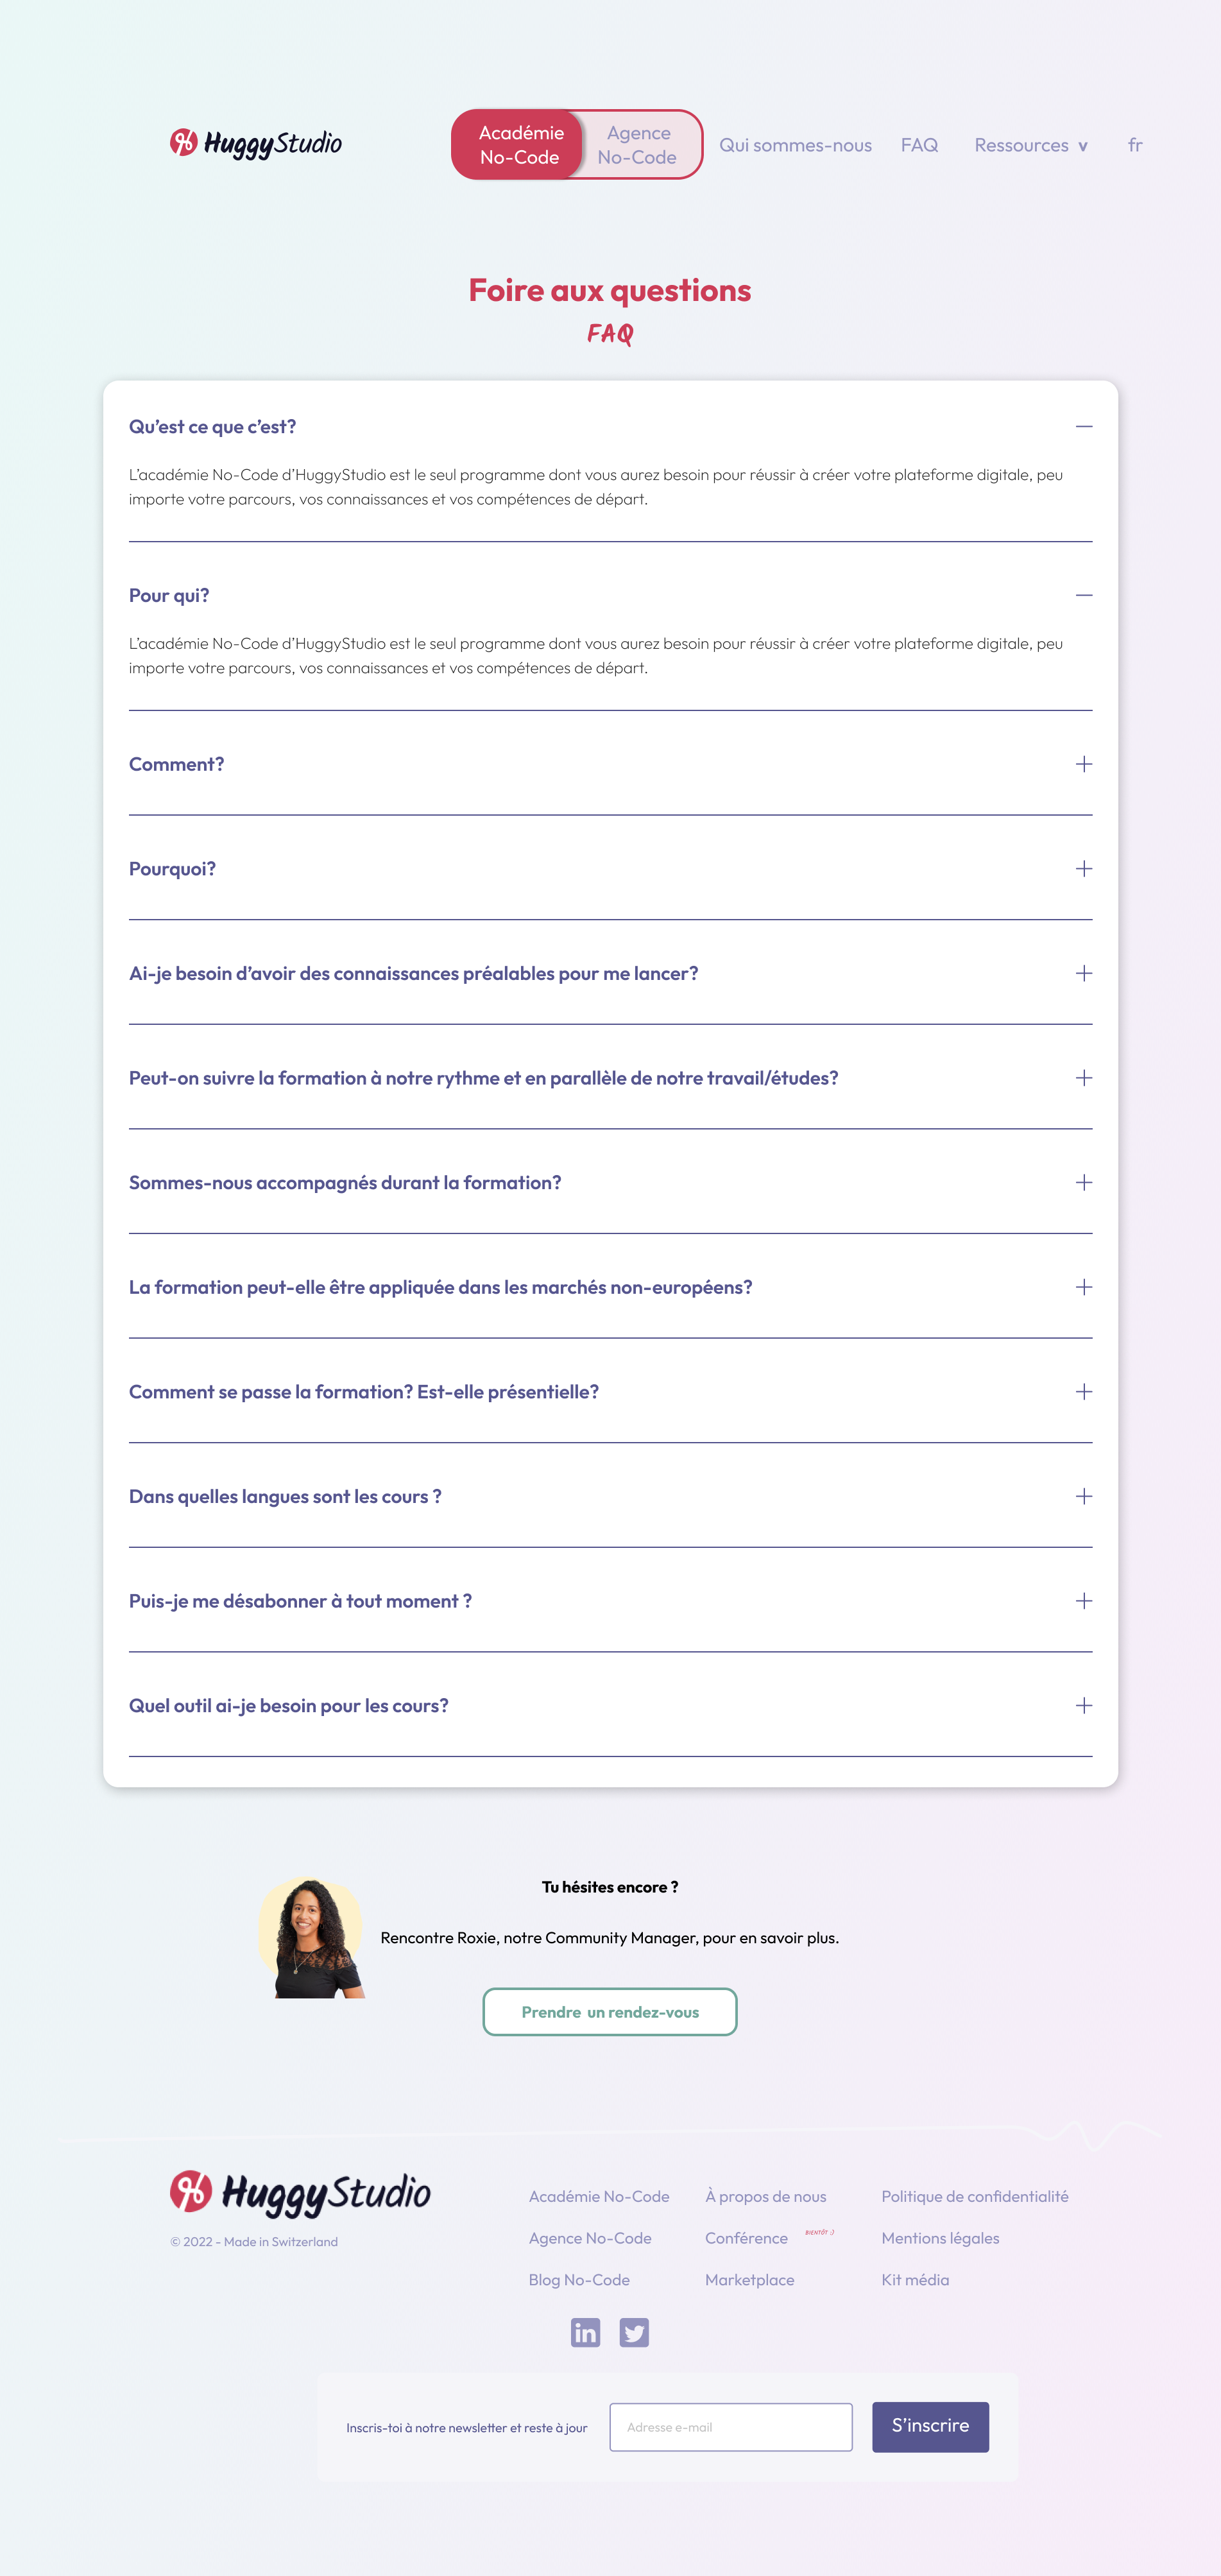 HuggyStudio
Académie
No-Code
Agence
No-Code
Qui sommes-nous
FAQ
Ressources v
fr
Foire aux questions
FAQ
Qu’est ce que c’est?
L’académie No-Code d’HuggyStudio est le seul programme dont vous aurez besoin pour réussir à créer votre plateforme digitale, peu
importe votre parcours, vos connaissances et vos compétences de départ.
Pour qui?
L’académie No-Code d’HuggyStudio est le seul programme dont vous aurez besoin pour réussir à créer votre plateforme digitale, peu
importe votre parcours, vos connaissances et vos compétences de départ.
Comment?
Pourquoi?
Ai-je besoin d’avoir des connaissances préalables pour me lancer?
Peut-on suivre la formation à notre rythme et en parallèle de notre travail/études?
Sommes-nous accompagnés durant la formation?
La formation peut-elle être appliquée dans les marchés non-européens?
Comment se passe la formation? Est-elle présentielle?
Dans quelles langues sont les cours ?
Puis-je me désabonner à tout moment ?
Quel outil ai-je besoin pour les cours?
Tu hésites encore ?
Rencontre Roxie, notre Community Manager, pour en savoir plus.
Prendre un rendez-vous
HuggyStudio
© 2022 - Made in Switzerland
Académie No-Code
Agence No-Code
Blog No-Code
À propos de nous
Conférence BIENTÔT :)
Marketplace
Politique de confidentialité
Mentions légales
Kit média
in
Inscris-toi à notre newsletter et reste à jour
Adresse e-mail
S’inscrire